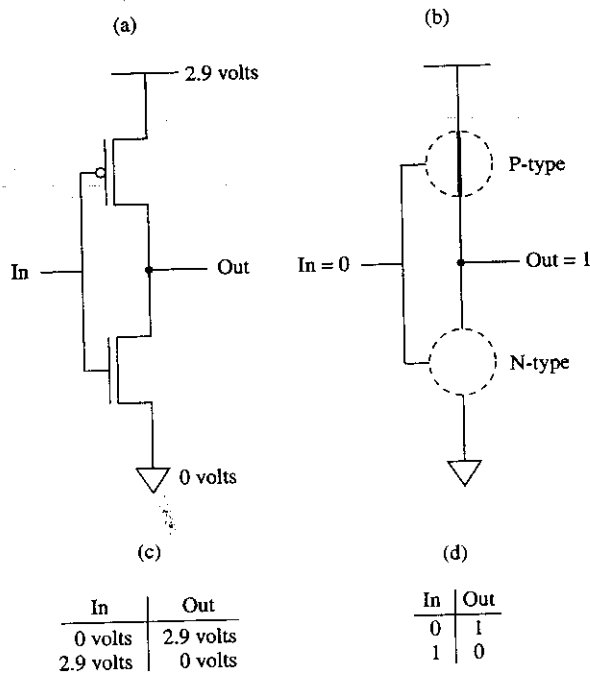 (a)
2.9 volts
In
Out
0 volts
(b)
P-type
In = 0
Out = 1
N-type
(c)
In Out
0 volts 2.9 volts
2.9 volts 0 volts
(d)
In Out
0 1
1 0